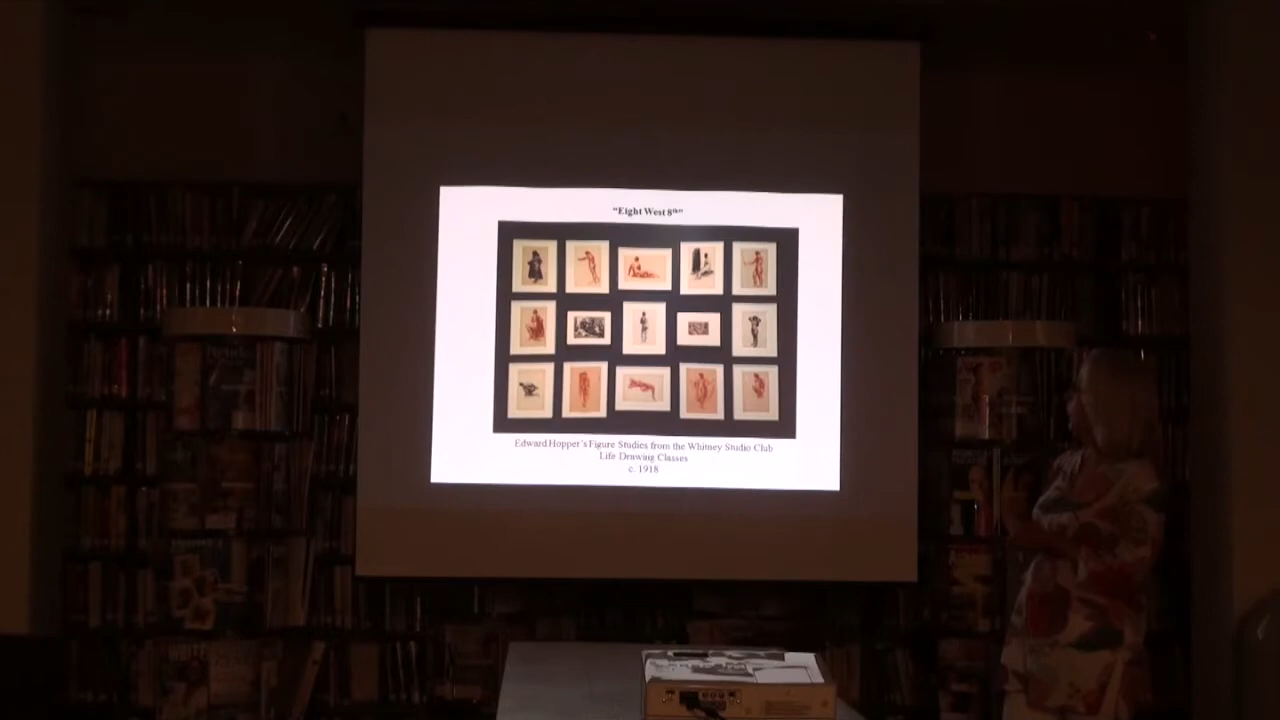 "Eight West 8th"
Edward Hopper's Figure Studies from the Whitney Studio Club
Life Drawing Classes
c. 1918